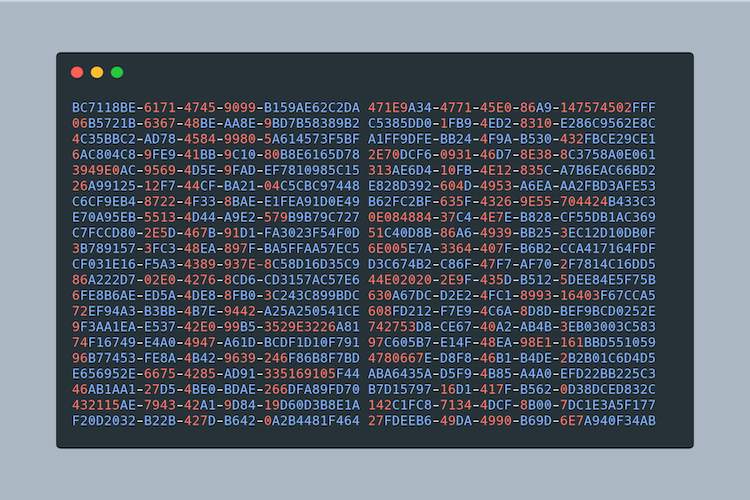 BC7118BE-6171-4745-9099-B159AE62C2DA 471E9A34-4771-45E0-86A9-147574502FFF
06B5721B-6367-48BE-AA8E-9BD7B58389B2 C5385DD0-1FB9-4ED2-8310-E286C9562E8C
4C35BBC2-AD78-4584-9980-5A614573F5BF A1FF9DFE-BB24-4F9A-B530-432FBCE29CE1
6AC804C8-9FE9-41BB-9C10-80B8E6165D78 2E70DCF6-0931-46D7-8E38-8C3758A0E061
3949E0AC-9569-4D5E-9FAD-EF7810985C15 313AE6D4-10FB-4E12-835C-A7B6EAC66BD2
26A99125-12F7-44CF-BA21-04C5CBC97448 E828D392-604D-4953-A6EA-AA2FBD3AFE53
C6CF9EB4-8722-4F33-8BAE-E1FEA91D0E49 B62FC2BF-635F-4326-9E55-704424B433C3
E70A95EB-5513-4D44-A9E2-579B9B79C727 0E084884-37C4-4E7E-B828-CF55DB1AC369
C7FCCD80-2E5D-467B-91D1-FA3023F54F0D 51C40D8B-86A6-4939-BB25-3EC12D10DB0F
3B789157-3FC3-48EA-897F-BA5FFAA57EC5 6E005E7A-3364-407F-B6B2-CCA417164FDF
CF031E16-F5A3-4389-937E-8C58D16D35C9 D3C674B2-C86F-47F7-AF70-2F7814C16DD5
86A222D7-02E0-4276-8CD6-CD3157AC57E6 44E02020-2E9F-435D-B512-5DEE84E5F75B
6FE8B6AE-ED5A-4DE8-8FB0-3C243C899BDC 630A67DC-D2E2-4FC1-8993-16403F67CCA5
72EF94A3-B3BB-4B7E-9442-A25A250541CE 608FD212-F7E9-4C6A-8D8D-BEF9BCD0252E
9F3AA1EA-E537-42E0-99B5-3529E3226A81 742753D8-CE67-40A2-AB4B-3EB03003C583
74F16749-E4A0-4947-A61D-BCDF1D10F791 97C605B7-E14F-48EA-98E1-161BBD551059
96B77453-FE8A-4B42-9639-246F86B8F7BD 4780667E-D8F8-46B1-B4DE-2B2B01C6D4D5
E656952E-6675-4285-AD91-335169105F44 ABA6435A-D5F9-4B85-A4A0-EFD22BB225C3
46AB1AA1-27D5-4BE0-BDAE-266DFA89FD70 B7D15797-16D1-417F-B562-0D38DCED832C
432115AE-7943-42A1-9D84-19D60D3B8E1A 142C1FC8-7134-4DCF-8B00-7DC1E3A5F177
F20D2032-B22B-427D-B642-0A2B4481F464 27FDEEB6-49DA-4990-B69D-6E7A940F34AB